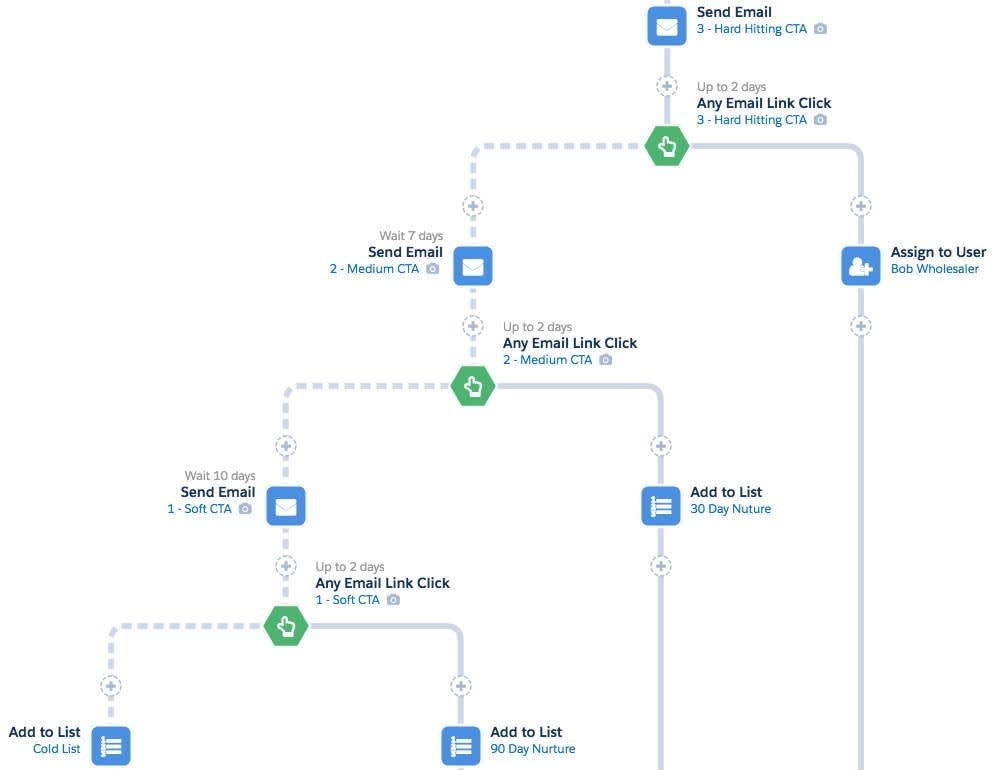 Send Email
3 - Hard Hitting CTA
Up to 2 days
Any Email Link Click
3 - Hard Hitting CTA
Wait 7 days
Send Email
2 - Medium CTA
Assign to User
Bob Wholesaler
Up to 2 days
Any Email Link Click
2 - Medium CTA
Wait 10 days
Send Email
1 - Soft CTA
Add to List
30 Day Nuture
Up to 2 days
Any Email Link Click
1 - Soft CTA
Add to List
Cold List
Add to List
90 Day Nurture